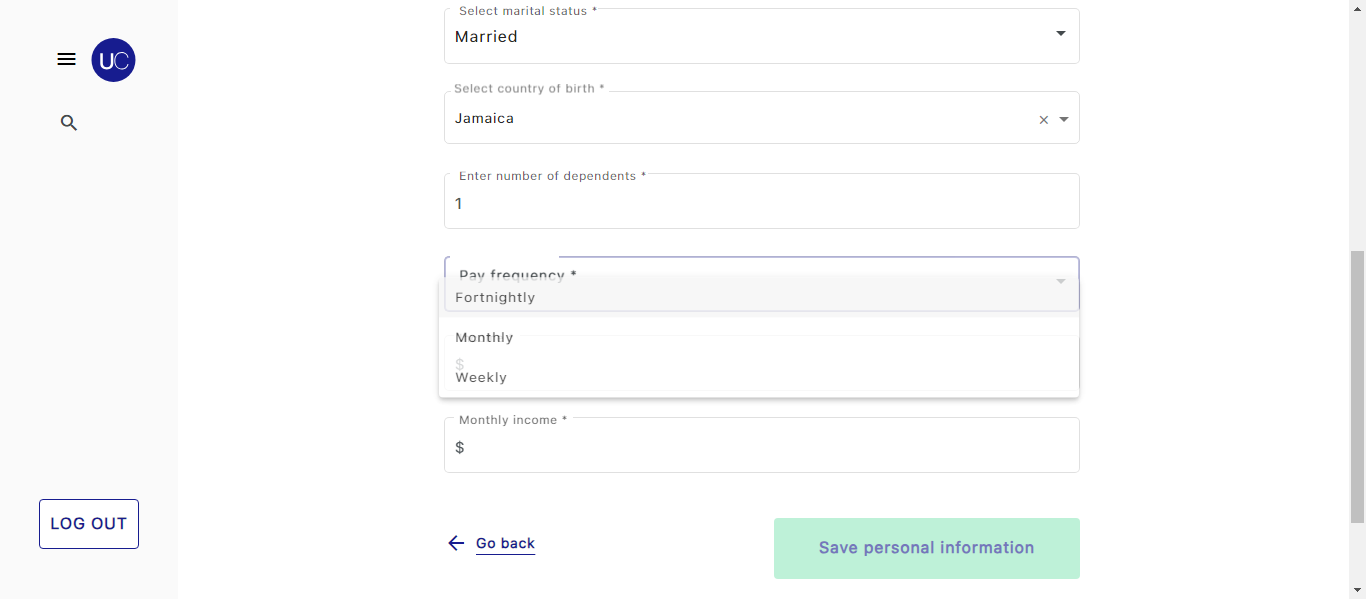 Select marital status *
Married
UC
Select country of birth *
Jamaica
Enter number of dependents *
1
Pay frequency *
Fortnightly
Monthly
$
Weekly
Monthly income *
$
LOG OUT
Go back
Save personal information